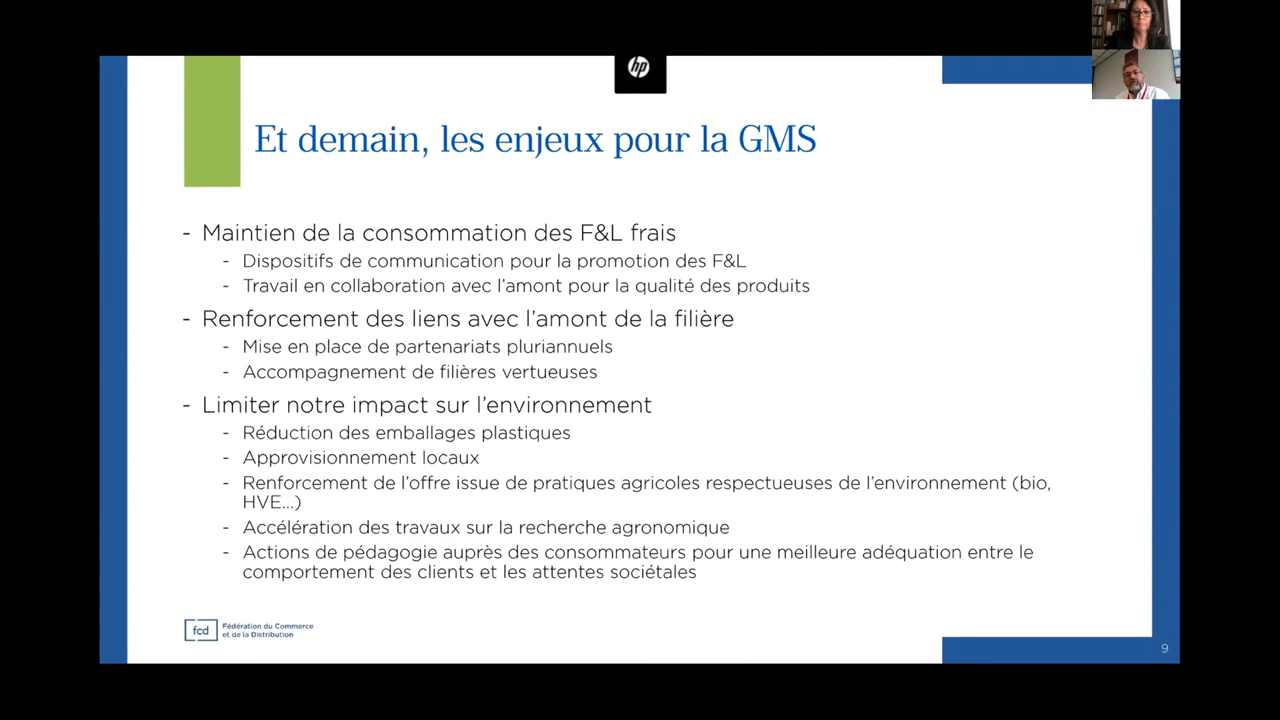 hp
Et demain, les enjeux pour la GMS
- Maintien de la consommation des F&L frais
- Dispositifs de communication pour la promotion des F&L
- Travail en collaboration avec l'amont pour la qualité des produits
- Renforcement des liens avec l'amont de la filière
- Mise en place de partenariats pluriannuels
- Accompagnement de filières vertueuses
- Limiter notre impact sur l'environnement
- Réduction des emballages plastiques
- Approvisionnement locaux
- Renforcement de l'offre issue de pratiques agricoles respectueuses de l'environnement (bio,
HVE...)
- Accélération des travaux sur la recherche agronomique
- Actions de pédagogie auprès des consommateurs pour une meilleure adéquation entre le
comportement des clients et les attentes sociétales
fcd
Fédération du Commerce
et de la Distribution
9